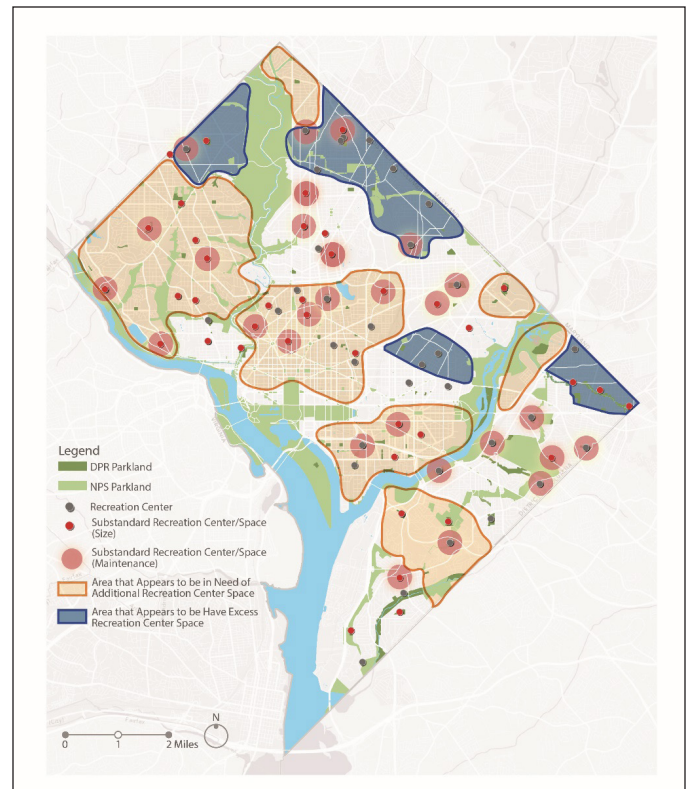 Legend
DPR Parkland
NPS Parkland
Recreation Center
Substandard Recreation Center/Space
(Size)
Substandard Recreation Center/Space
(Maintenance)
Area that Appears to be in Need of
Additional Recreation Center Space
Area that Appears to be Have Excess
Recreation Center Space
N
0 1 2 Miles